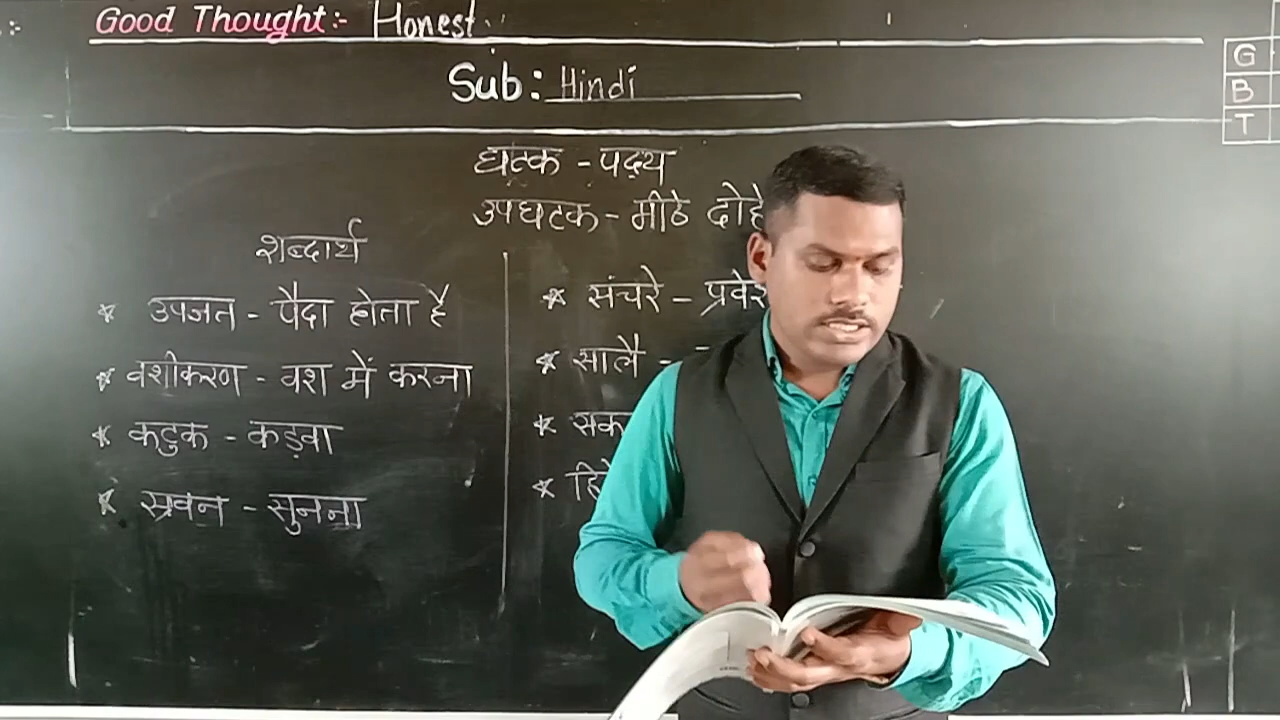 Good Thought:- Honest
Sub: Hindi
G
B
T
घटक - पद्य
उपघटक - मीठे दोहे
शब्दार्थ
* उपजत - पैदा होता है
* वशीकरण - वश में करना
* कटुक - कड़वा
* स्रवन - सुनना
* संचरे -
* सालै -
*
*